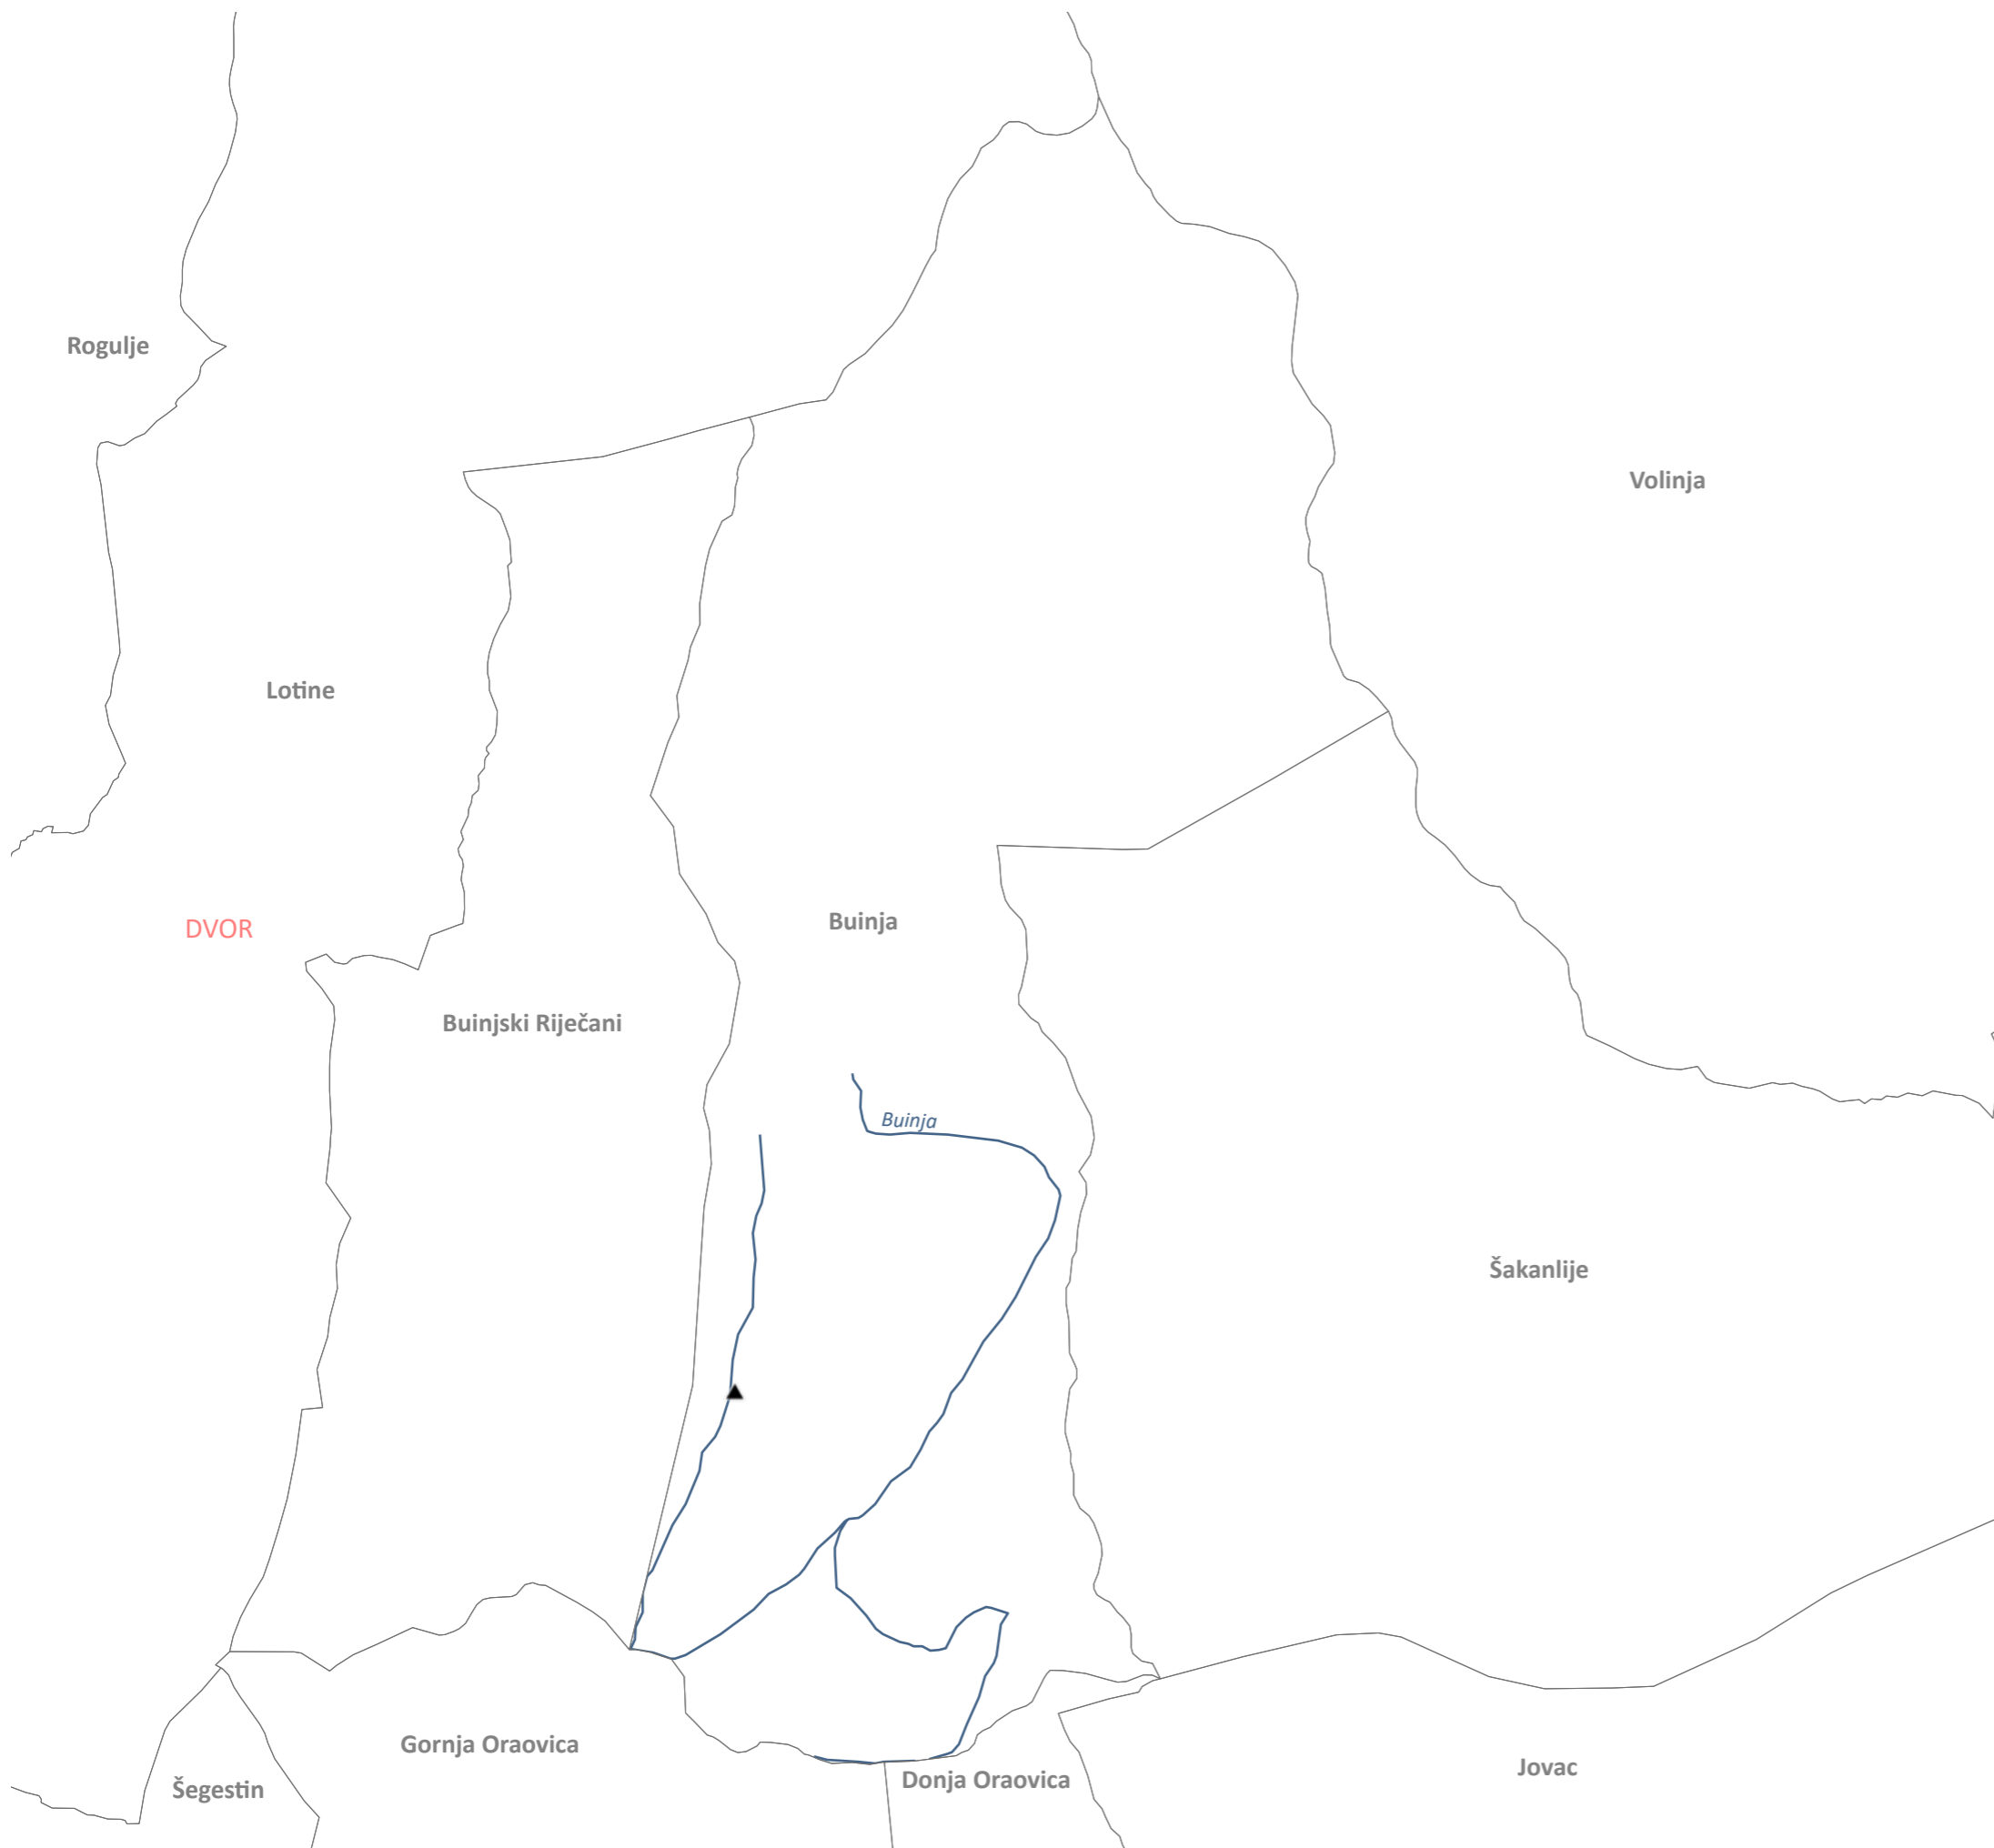 Rogulje
Volinja
Lotine
Buinja
DVOR
Buinjski Riječani
Buinja
Šakanlije
Gornja Oraovica
Jovac
Donja Oraovica
Šegestin